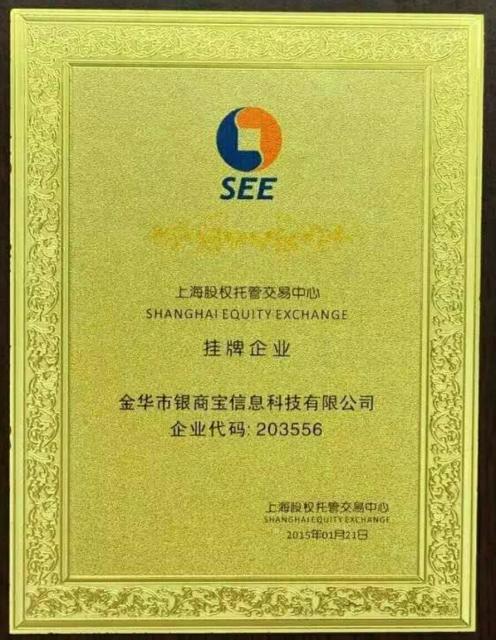 SEE
上海股权托管交易中心
SHANGHAI EQUITY EXCHANGE
挂牌企业
金华市银商宝信息科技有限公司
企业代码: 203556
上海股权托管交易中心
SHANGHAI EQUITY EXCHANGE
2015年01月21日